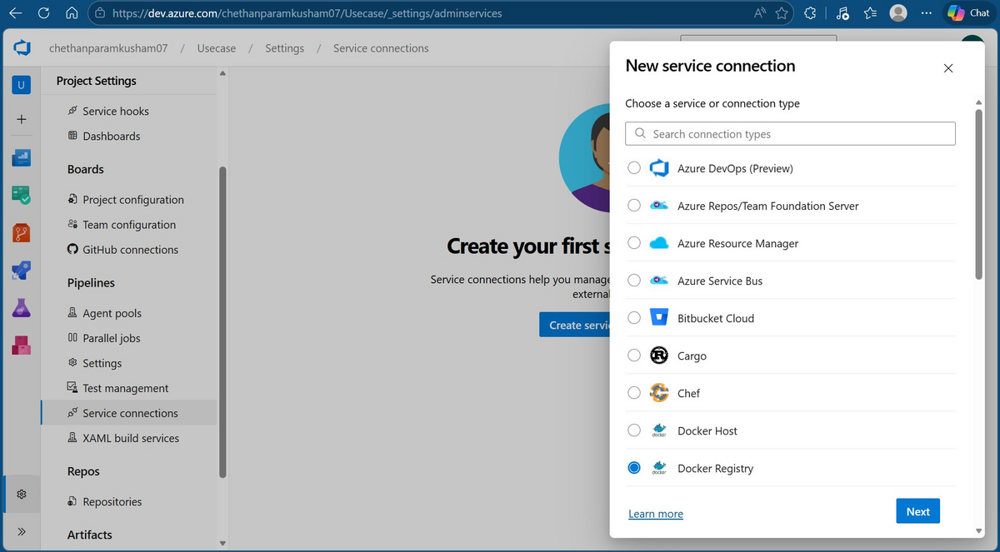 https://dev.azure.com/chethanparamkusham07/Usecase/_settings/adminservices
Chat
chethanparamkusham07 / Usecase / Settings / Service connections
U
Project Settings
Service hooks
Dashboards
Boards
Project configuration
Team configuration
GitHub connections
Pipelines
Agent pools
Parallel jobs
Settings
Test management
Service connections
XAML build services
Repos
Repositories
Artifacts
Create your first s
Service connections help you manage
external
Create servi
New service connection
Choose a service or connection type
Search connection types
Azure DevOps (Preview)
Azure Repos/Team Foundation Server
Azure Resource Manager
Azure Service Bus
Bitbucket Cloud
Cargo
Chef
docker
Docker Host
docker
Docker Registry
Learn more
Next